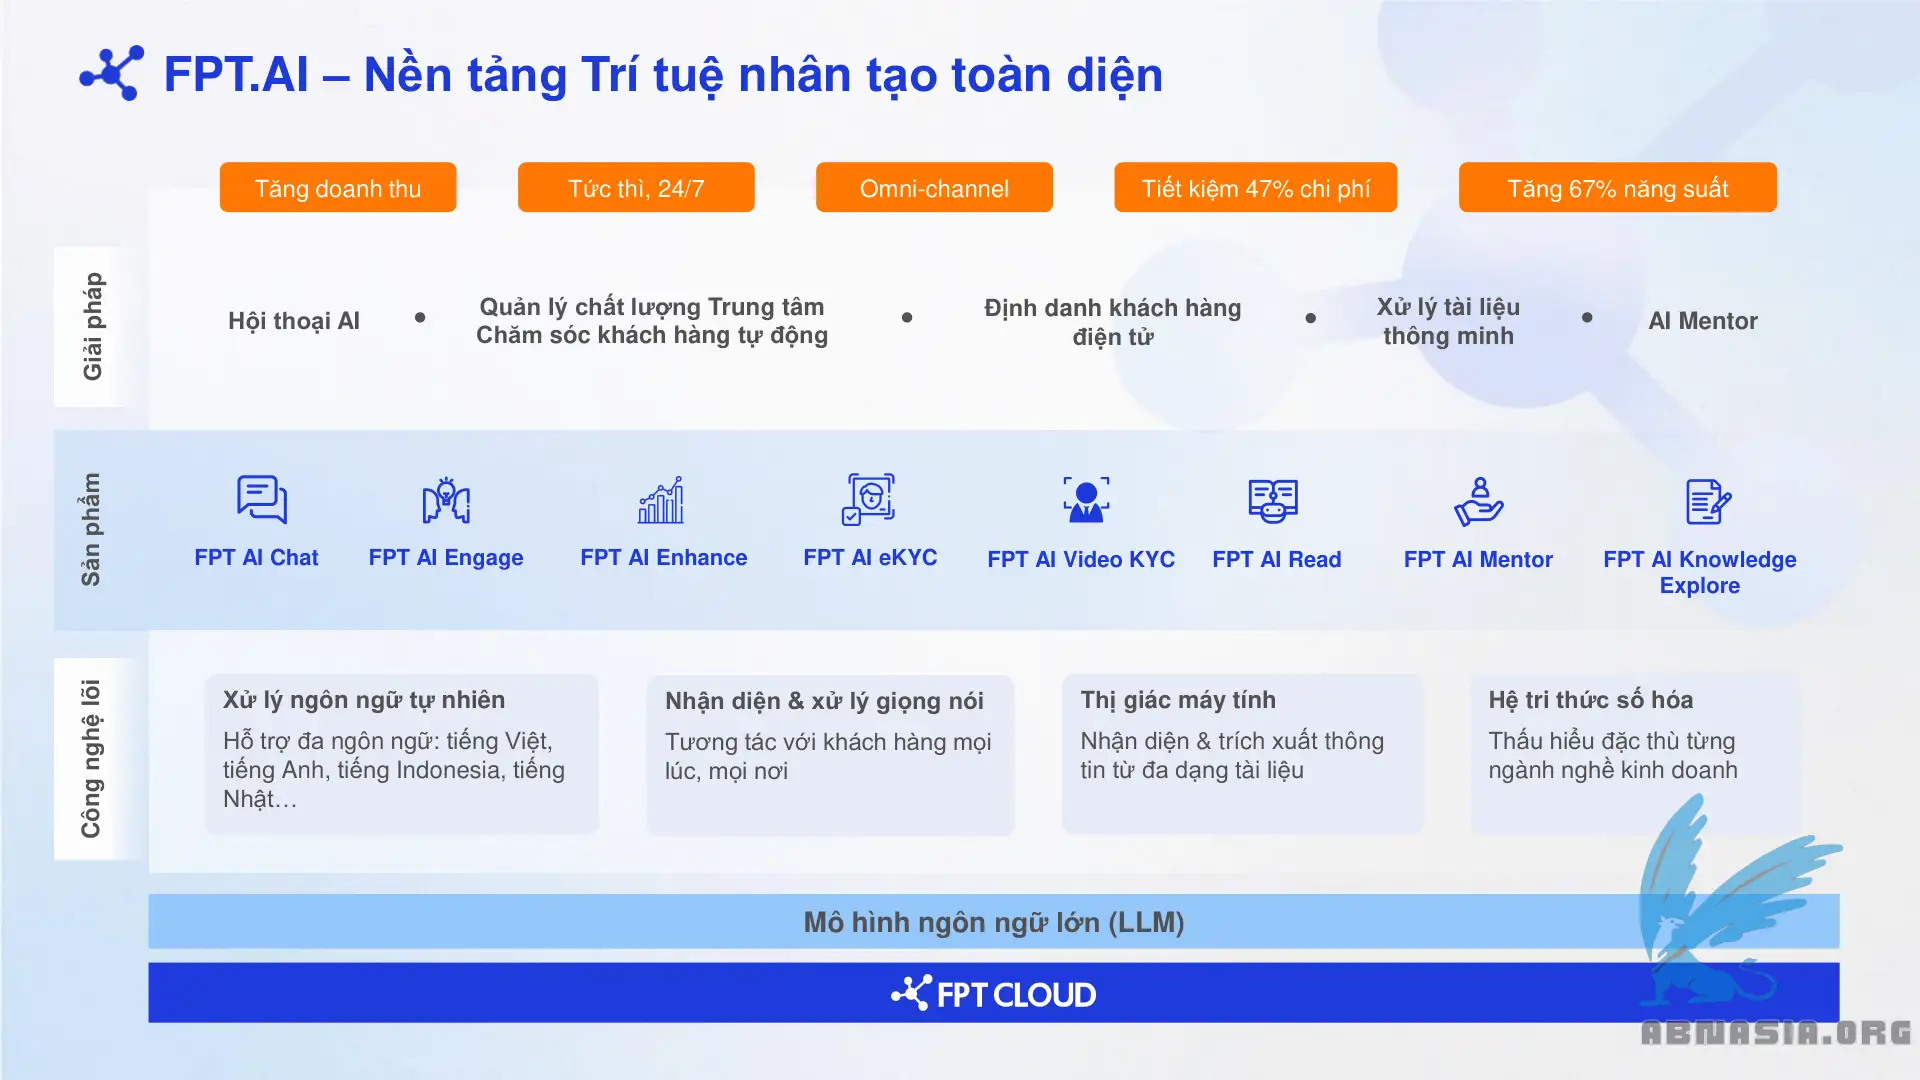 FPT.AI – Nền tảng Trí tuệ nhân tạo toàn diện
Tăng doanh thu
Tức thì, 24/7
Omni-channel
Tiết kiệm 47% chi phí
Tăng 67% năng suất
Giải pháp
Hội thoại AI
Quản lý chất lượng Trung tâm
Chăm sóc khách hàng tự động
Định danh khách hàng
điện tử
Xử lý tài liệu
thông minh
AI Mentor
Sản phẩm
FPT AI Chat
FPT AI Engage
FPT AI Enhance
FPT AI eKYC
FPT AI Video KYC
FPT AI Read
FPT AI Mentor
FPT AI Knowledge
Explore
Công nghệ lõi
Xử lý ngôn ngữ tự nhiên
Hỗ trợ đa ngôn ngữ: tiếng Việt,
tiếng Anh, tiếng Indonesia, tiếng
Nhật…
Nhận diện & xử lý giọng nói
Tương tác với khách hàng mọi
lúc, mọi nơi
Thị giác máy tính
Nhận diện & trích xuất thông
tin từ đa dạng tài liệu
Hệ tri thức số hóa
Thấu hiểu đặc thù từng
ngành nghề kinh doanh
Mô hình ngôn ngữ lớn (LLM)
FPT CLOUD
ABMASIA.ORG